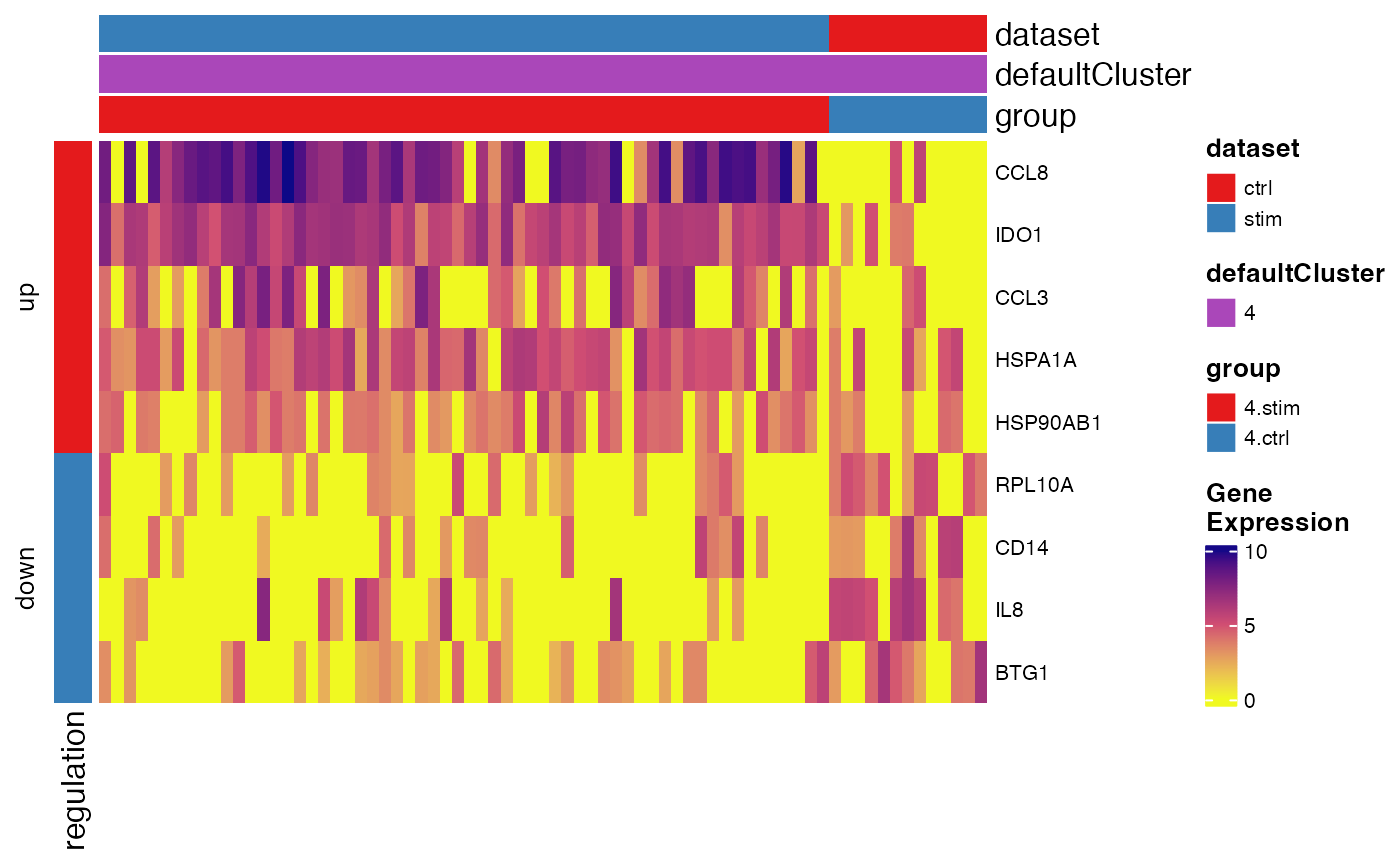 dataset
defaultCluster
group
up
down
regulation
CCL8
IDO1
CCL3
HSPA1A
HSP90AB1
RPL10A
CD14
IL8
BTG1
dataset
ctrl
stim
defaultCluster
4
group
4.stim
4.ctrl
Gene
Expression
10
5
0